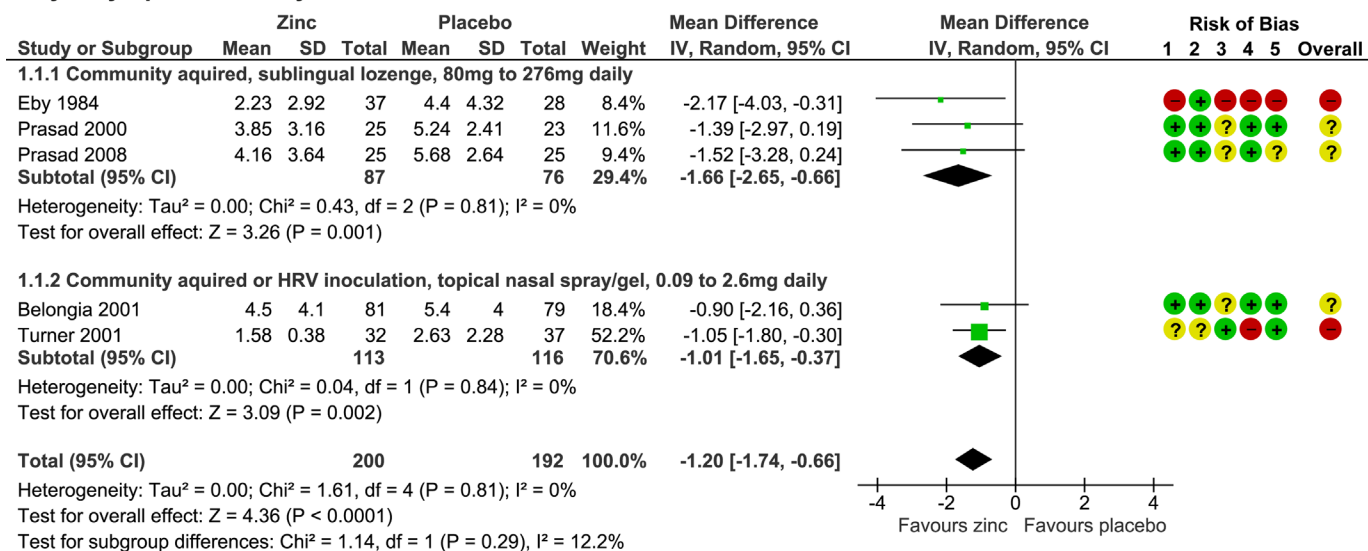 Zinc Placebo Mean Difference Mean Difference Risk of Bias
Study or Subgroup Mean SD Total Mean SD Total Weight IV, Random, 95% CI IV, Random, 95% CI 1 2 3 4 5 Overall
1.1.1 Community aquired, sublingual lozenge, 80mg to 276mg daily
Eby 1984 2.23 2.92 37 4.4 4.32 28 8.4% -2.17 [-4.03, -0.31] - + - - - -
Prasad 2000 3.85 3.16 25 5.24 2.41 23 11.6% -1.39 [-2.97, 0.19] + + ? + + ?
Prasad 2008 4.16 3.64 25 5.68 2.64 25 9.4% -1.52 [-3.28, 0.24] + + ? + ? ?
Subtotal (95% CI) 87 76 29.4% -1.66 [-2.65, -0.66]
Heterogeneity: Tau² = 0.00; Chi² = 0.43, df = 2 (P = 0.81); I² = 0%
Test for overall effect: Z = 3.26 (P = 0.001)
1.1.2 Community aquired or HRV inoculation, topical nasal spray/gel, 0.09 to 2.6mg daily
Belongia 2001 4.5 4.1 81 5.4 4 79 18.4% -0.90 [-2.16, 0.36] + + ? + + ?
Turner 2001 1.58 0.38 32 2.63 2.28 37 52.2% -1.05 [-1.80, -0.30] ? ? + - + -
Subtotal (95% CI) 113 116 70.6% -1.01 [-1.65, -0.37]
Heterogeneity: Tau² = 0.00; Chi² = 0.04, df = 1 (P = 0.84); I² = 0%
Test for overall effect: Z = 3.09 (P = 0.002)
Total (95% CI) 200 192 100.0% -1.20 [-1.74, -0.66]
Heterogeneity: Tau² = 0.00; Chi² = 1.61, df = 4 (P = 0.81); I² = 0%
-4 -2 0 2 4
Test for overall effect: Z = 4.36 (P < 0.0001)
Favours zinc Favours placebo
Test for subgroup differences: Chi² = 1.14, df = 1 (P = 0.29), I² = 12.2%